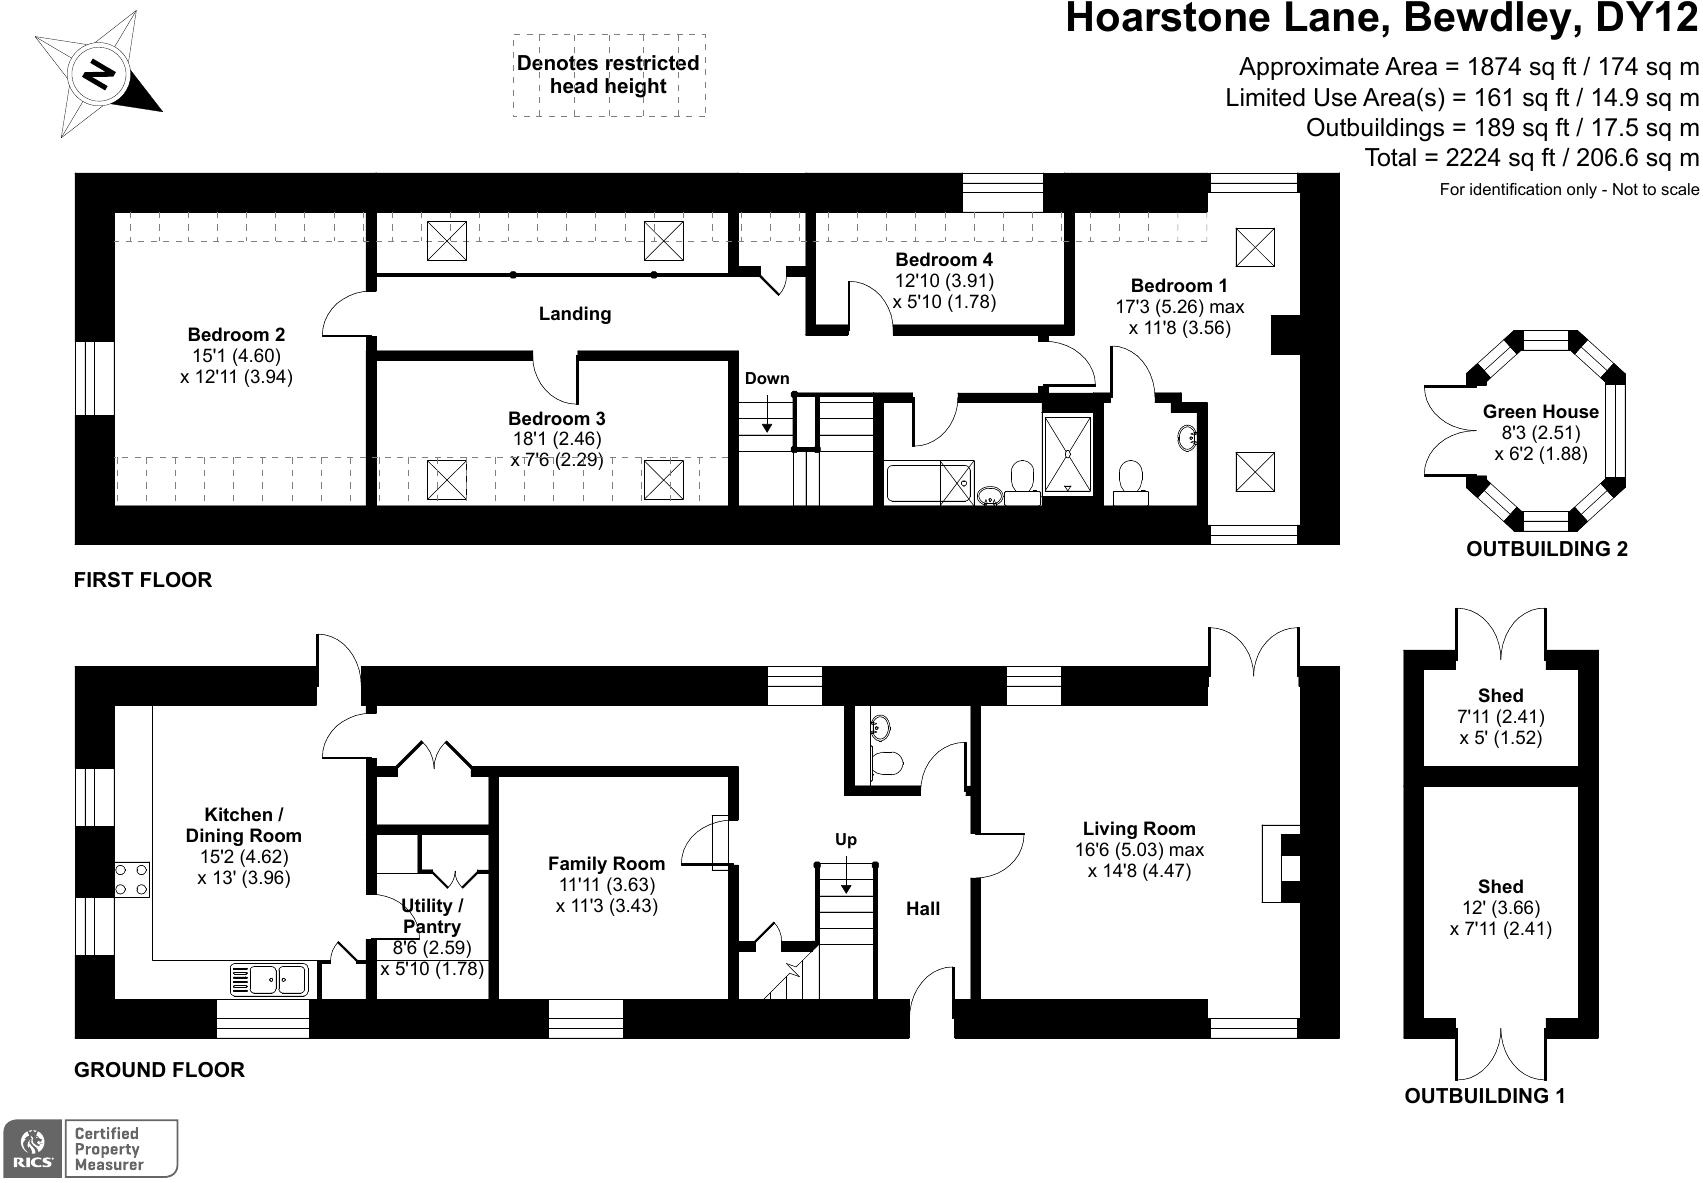 Hoarstone Lane, Bewdley, DY12
Approximate Area = 1874 sq ft / 174 sq m
Limited Use Area(s) = 161 sq ft / 14.9 sq m
Outbuildings = 189 sq ft / 17.5 sq m
Total = 2224 sq ft / 206.6 sq m
For identification only - Not to scale
N
Denotes restricted
head height
Bedroom 2
15'1 (4.60)
x 12'11 (3.94)
Landing
Bedroom 4
12'10 (3.91)
x 5'10 (1.78)
Bedroom 1
17'3 (5.26) max
x 11'8 (3.56)
Down
Bedroom 3
18'1 (2.46)
x 7'6 (2.29)
FIRST FLOOR
Green House
8'3 (2.51)
x 6'2 (1.88)
OUTBUILDING 2
Kitchen /
Dining Room
15'2 (4.62)
x 13' (3.96)
Utility /
Pantry
8'6 (2.59)
x 5'10 (1.78)
Family Room
11'11 (3.63)
x 11'3 (3.43)
Up
Hall
Living Room
16'6 (5.03) max
x 14'8 (4.47)
GROUND FLOOR
Shed
7'11 (2.41)
x 5' (1.52)
Shed
12' (3.66)
x 7'11 (2.41)
OUTBUILDING 1
RICS
Certified
Property
Measurer